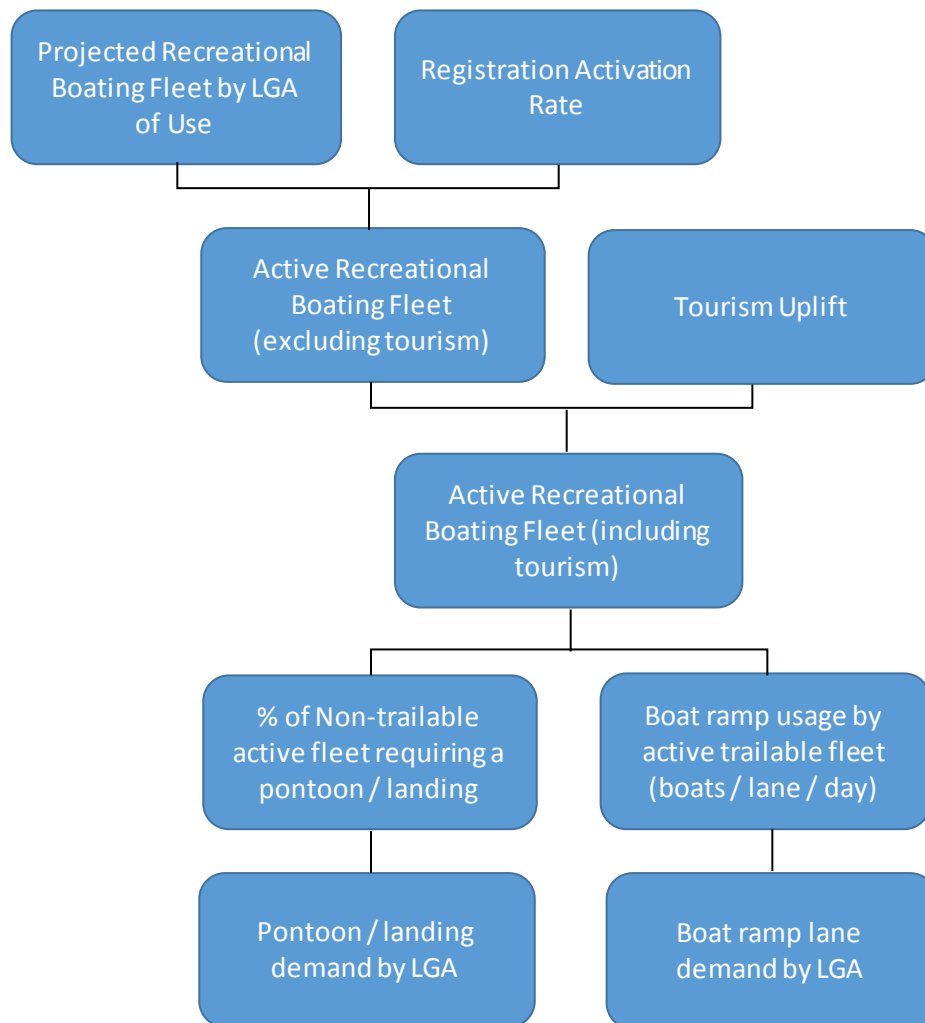 Projected Recreational
Boating Fleet by LGA
of Use
Registration Activation
Rate
Active Recreational
Boating Fleet
(excluding tourism)
Tourism Uplift
Active Recreational
Boating Fleet (including
tourism)
% of Non-trailable
active fleet requiring a
pontoon / landing
Boat ramp usage by
active trailable fleet
(boats / lane / day)
Pontoon / landing
demand by LGA
Boat ramp lane
demand by LGA